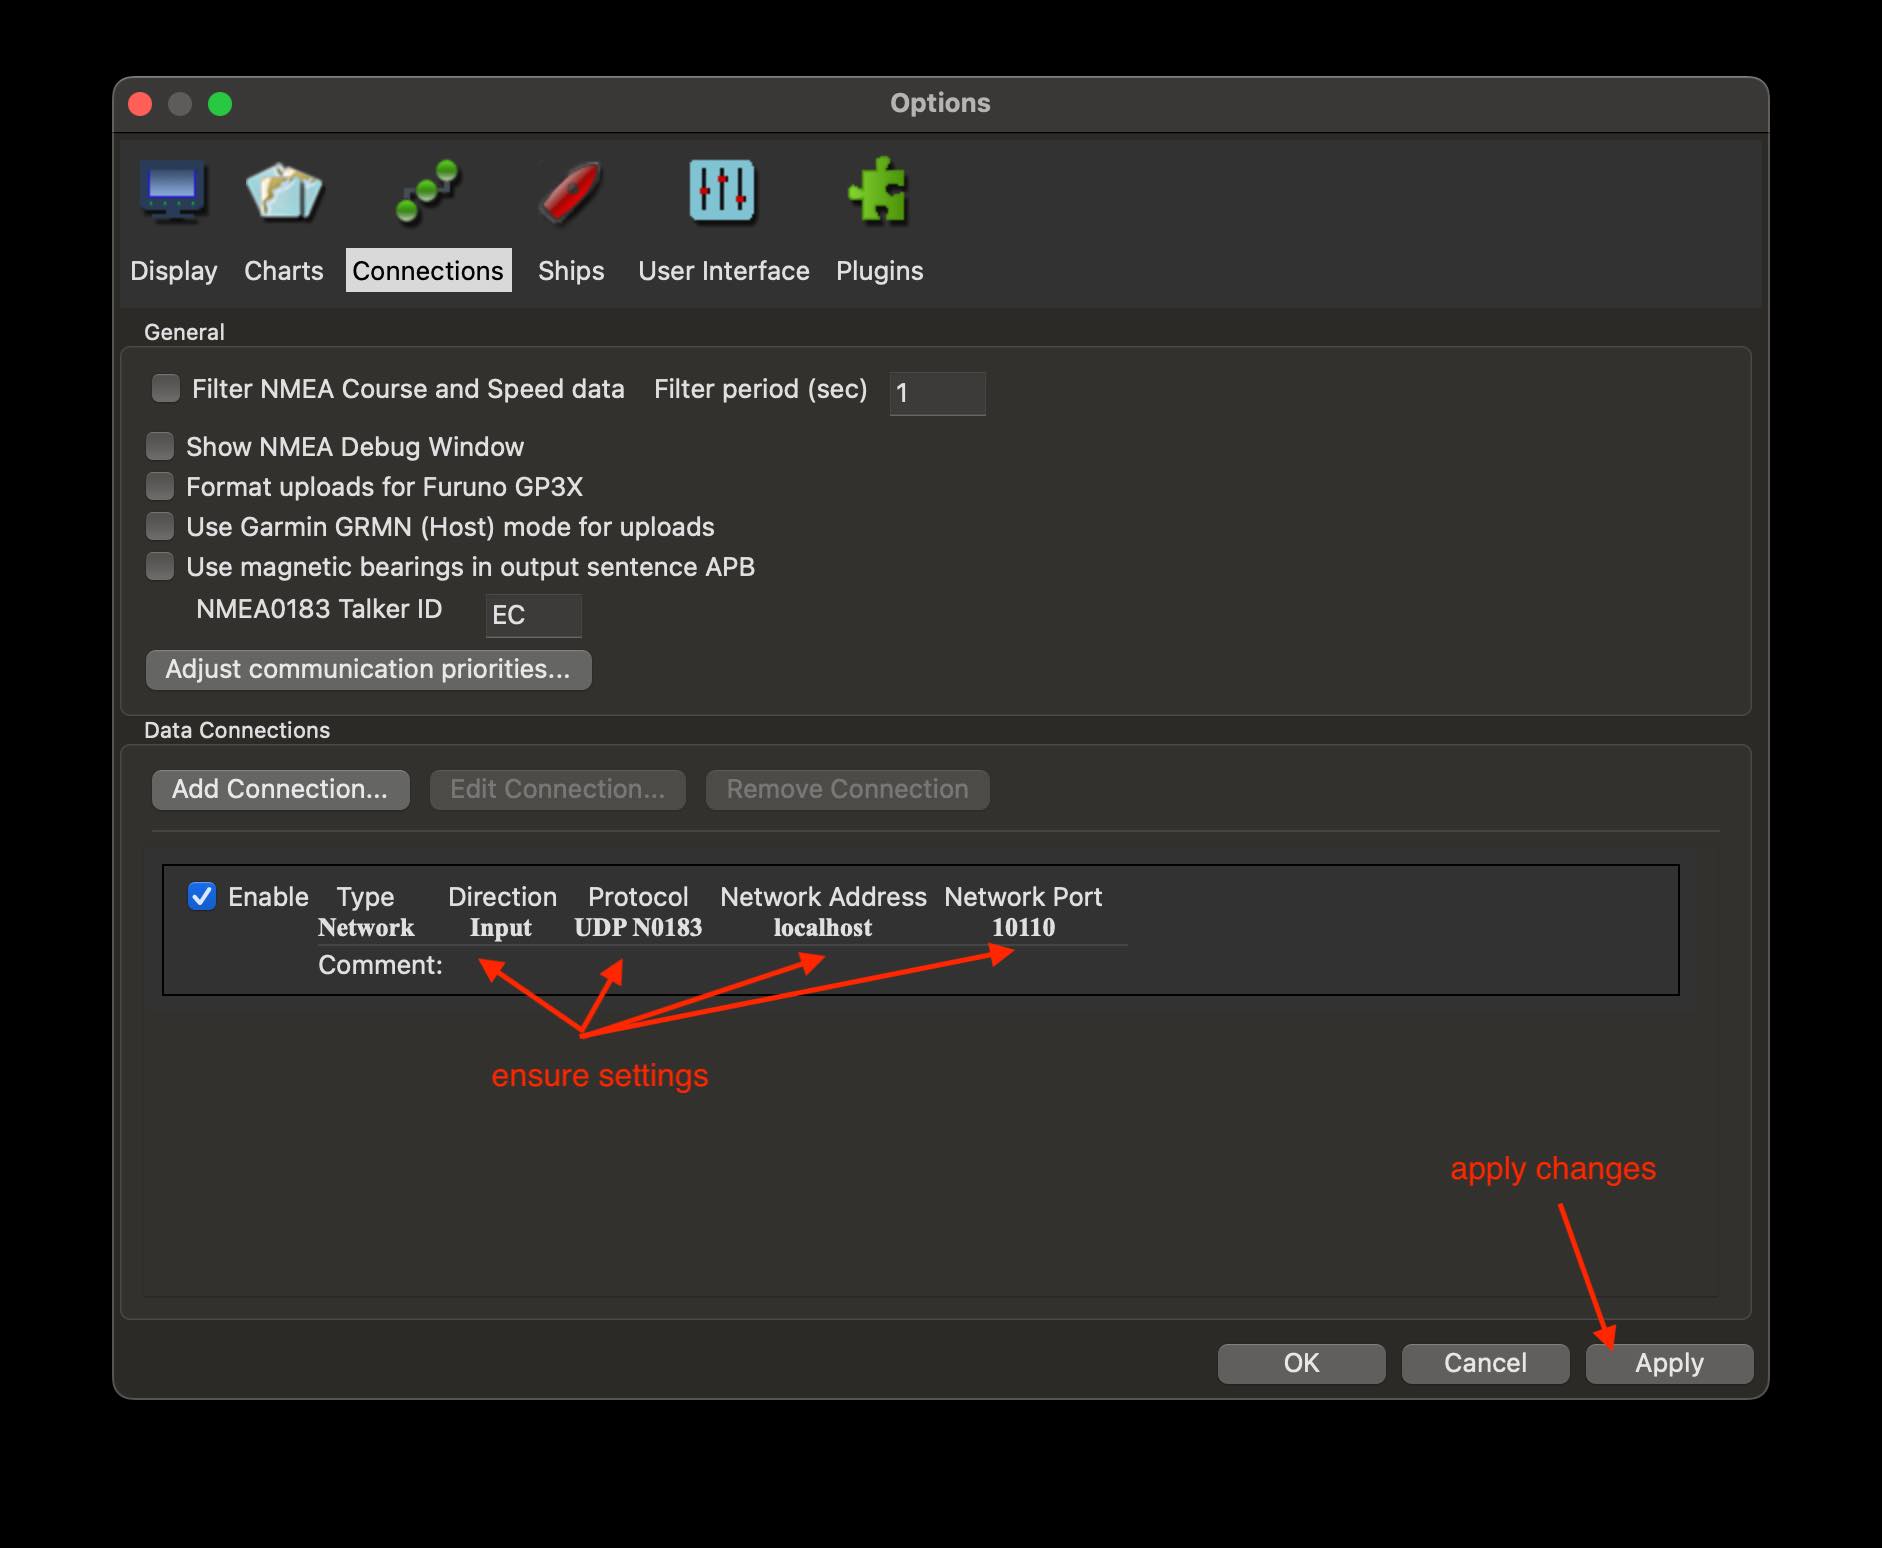 Options
Display Charts Connections Ships User Interface Plugins
General
Filter NMEA Course and Speed data Filter period (sec) 1
Show NMEA Debug Window
Format uploads for Furuno GP3X
Use Garmin GRMN (Host) mode for uploads
Use magnetic bearings in output sentence APB
NMEA0183 Talker ID EC
Adjust communication priorities...
Data Connections
Add Connection... Edit Connection... Remove Connection
Enable Type Direction Protocol Network Address Network Port
Network Input UDP N0183 localhost 10110
Comment:
ensure settings
apply changes
OK Cancel Apply